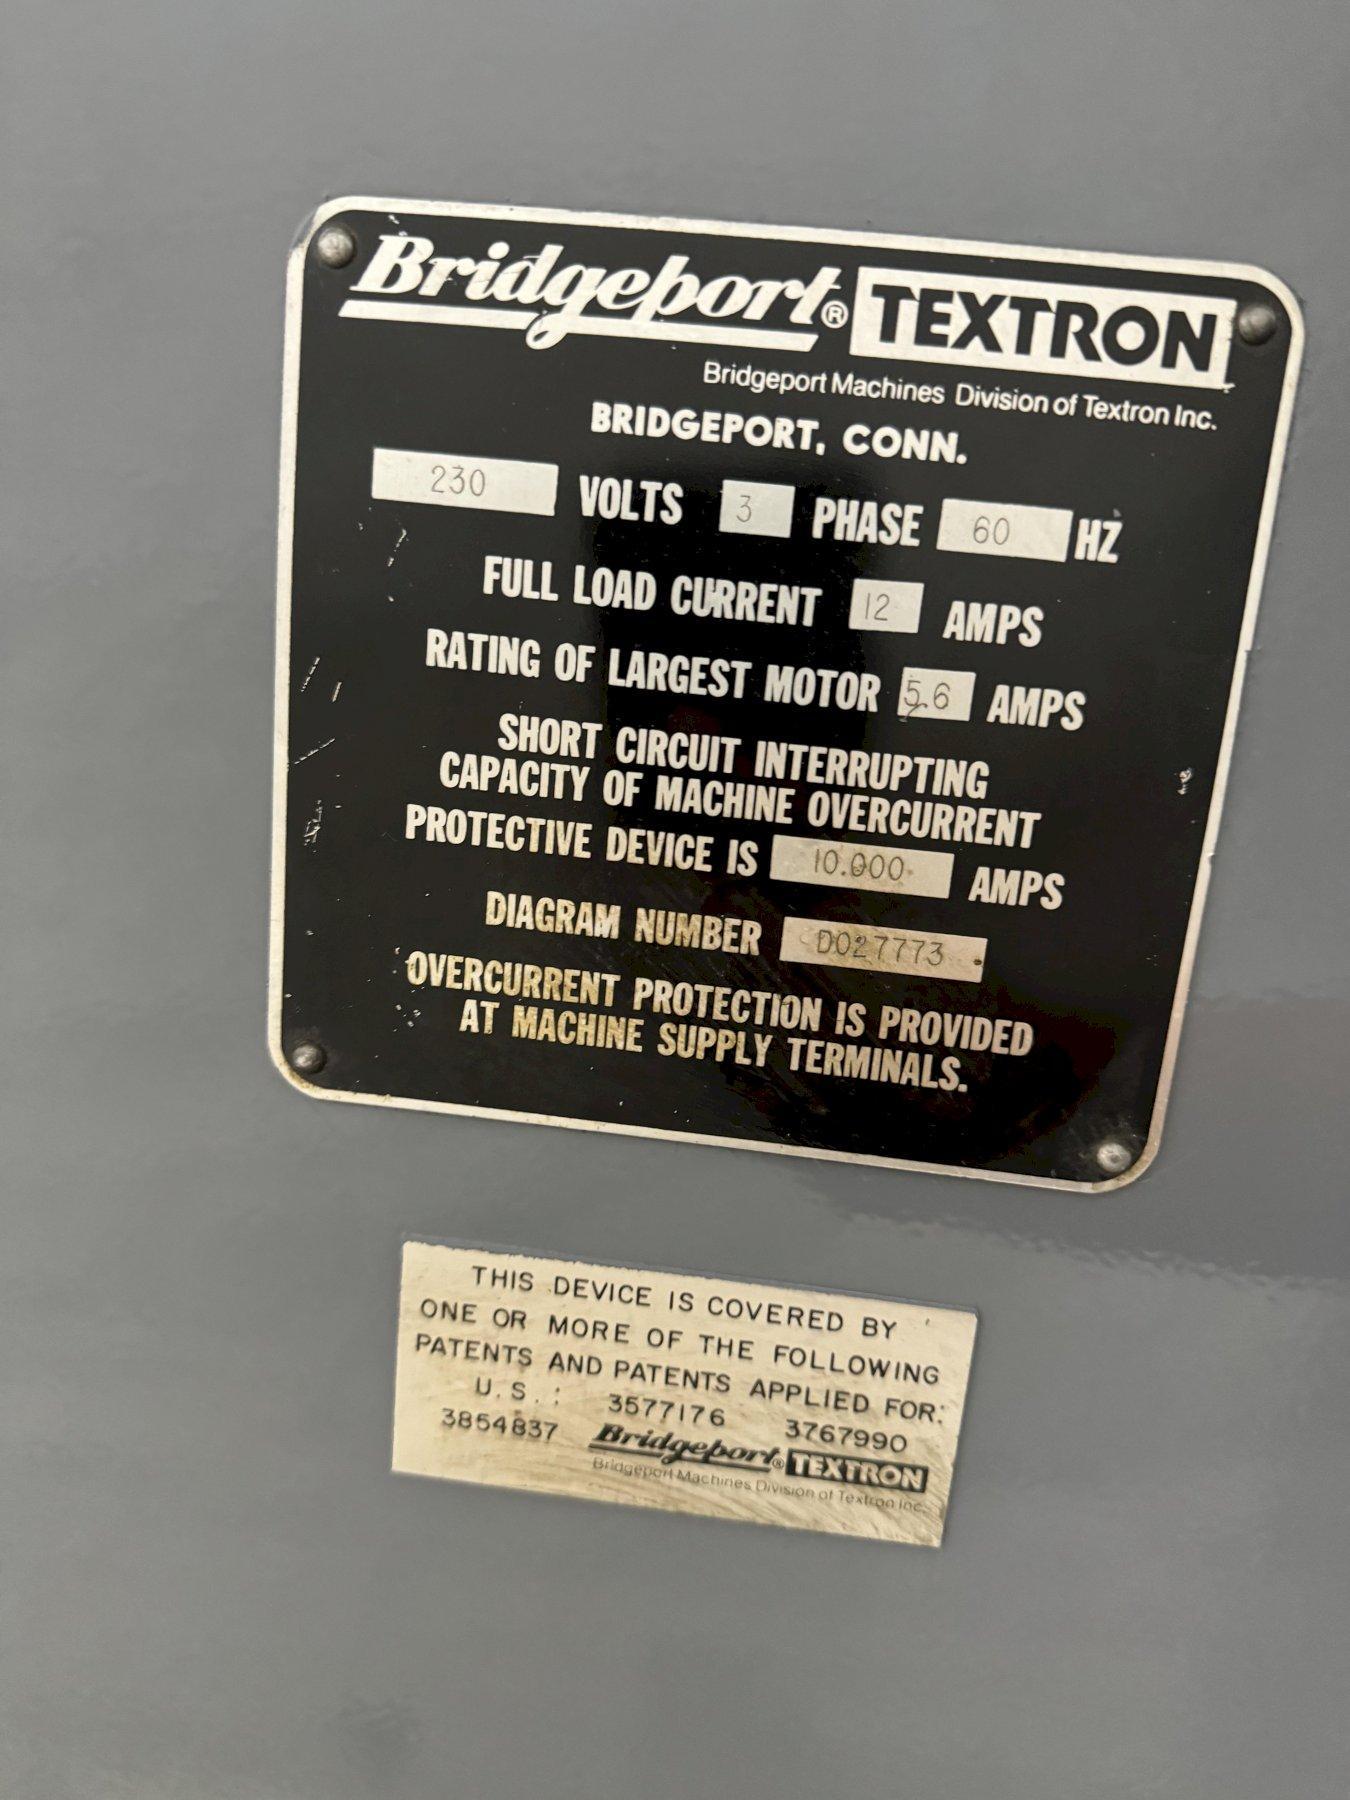 Bridgeport® TEXTRON
Bridgeport Machines Division of Textron Inc.
BRIDGEPORT, CONN.
230 VOLTS 3 PHASE 60 HZ
FULL LOAD CURRENT 12 AMPS
RATING OF LARGEST MOTOR 5.6 AMPS
SHORT CIRCUIT INTERRUPTING
CAPACITY OF MACHINE OVERCURRENT
PROTECTIVE DEVICE IS 10.000 AMPS
DIAGRAM NUMBER D027773
OVERCURRENT PROTECTION IS PROVIDED
AT MACHINE SUPPLY TERMINALS.
THIS DEVICE IS COVERED BY
ONE OR MORE OF THE FOLLOWING
PATENTS AND PATENTS APPLIED FOR:
U.S.: 3577176 3767990
3854837 Bridgeport® TEXTRON
Bridgeport Machines Division of Textron Inc.